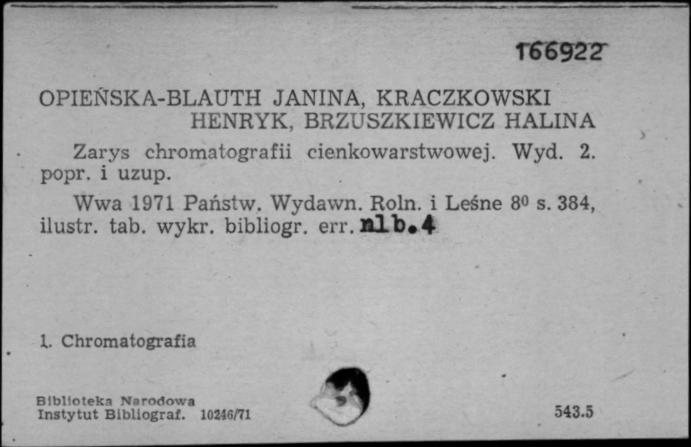 166922
OPIEŃSKA-BLAUTH JANINA, KRACZKOWSKI
HENRYK, BRZUSZKIEWICZ HALINA
Zarys chromatografii cienkowarstwowej. Wyd. 2.
popr. i uzup.
Wwa 1971 Państw. Wydawn. Roln. i Leśne 8⁰ s. 384,
ilustr. tab. wykr. bibliogr. err. nlb.4
1. Chromatografia
Biblioteka Narodowa
Instytut Bibliograf. 10246/71
543.5